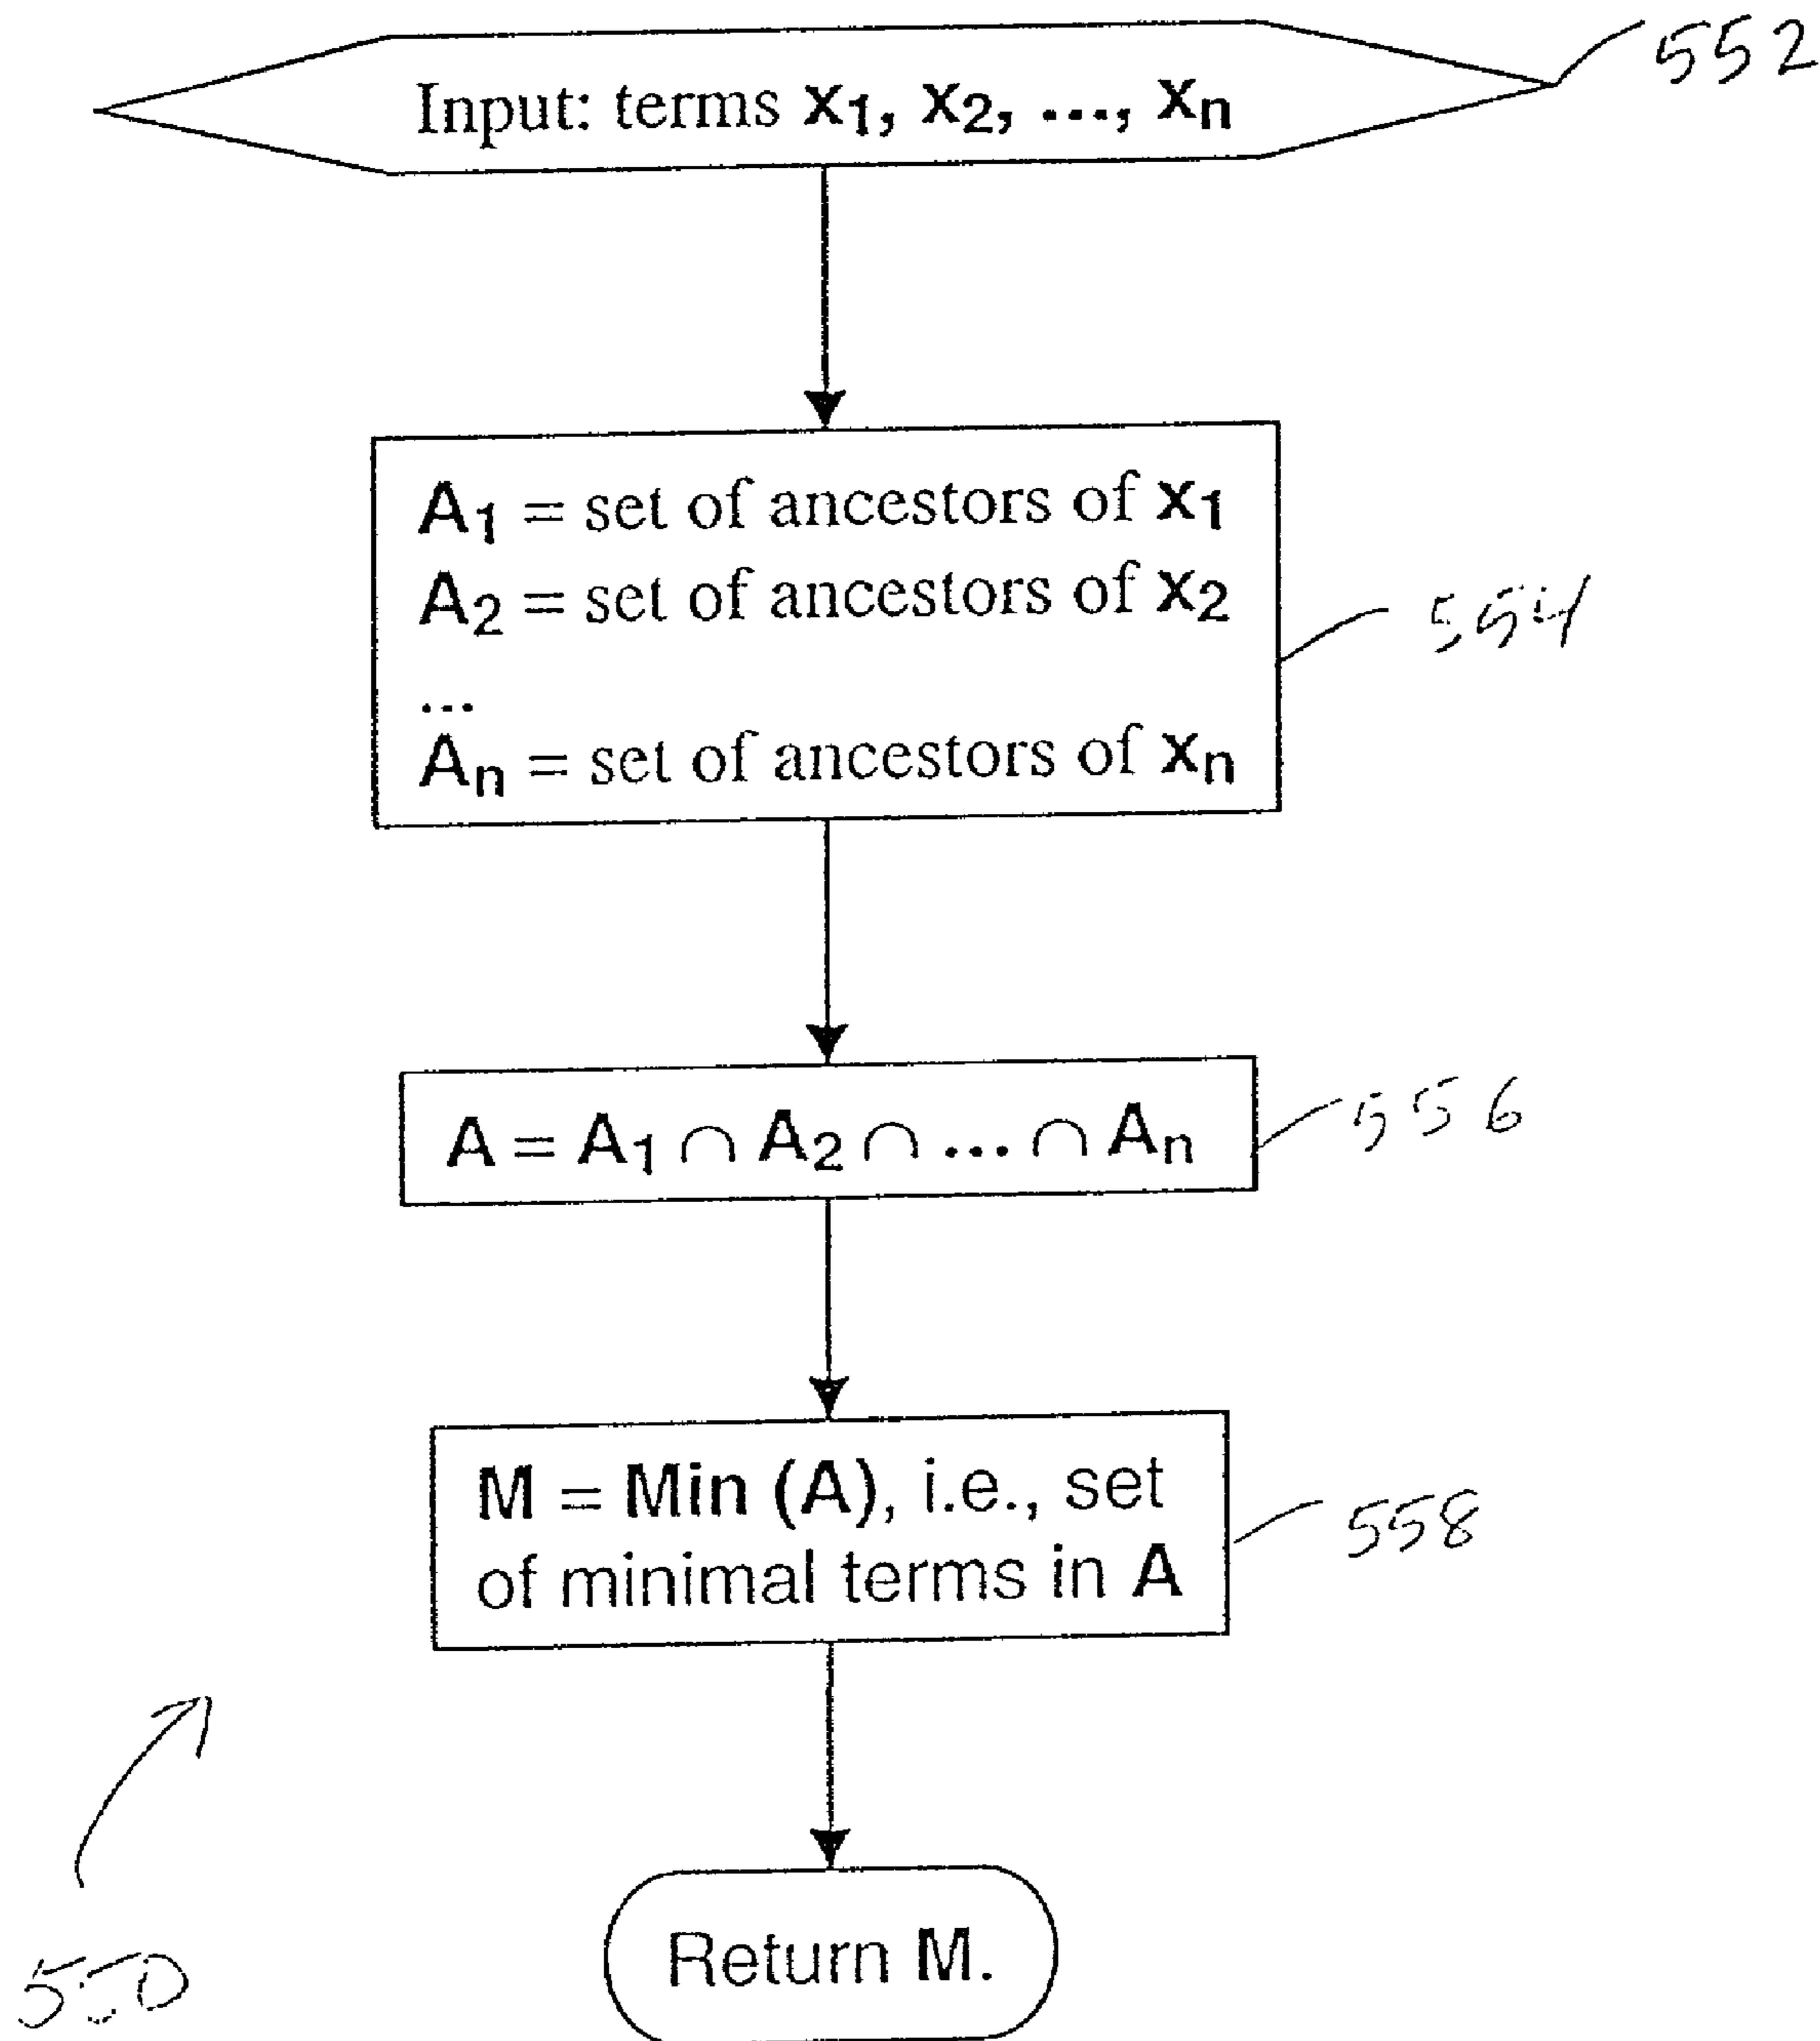 552
Input: terms x₁, x₂, ..., xₙ
A₁ = set of ancestors of x₁
A₂ = set of ancestors of x₂
...
Aₙ = set of ancestors of xₙ
554
A = A₁ ∩ A₂ ∩ ... ∩ Aₙ
556
M = Min (A), i.e., set
of minimal terms in A
558
Return M.
550